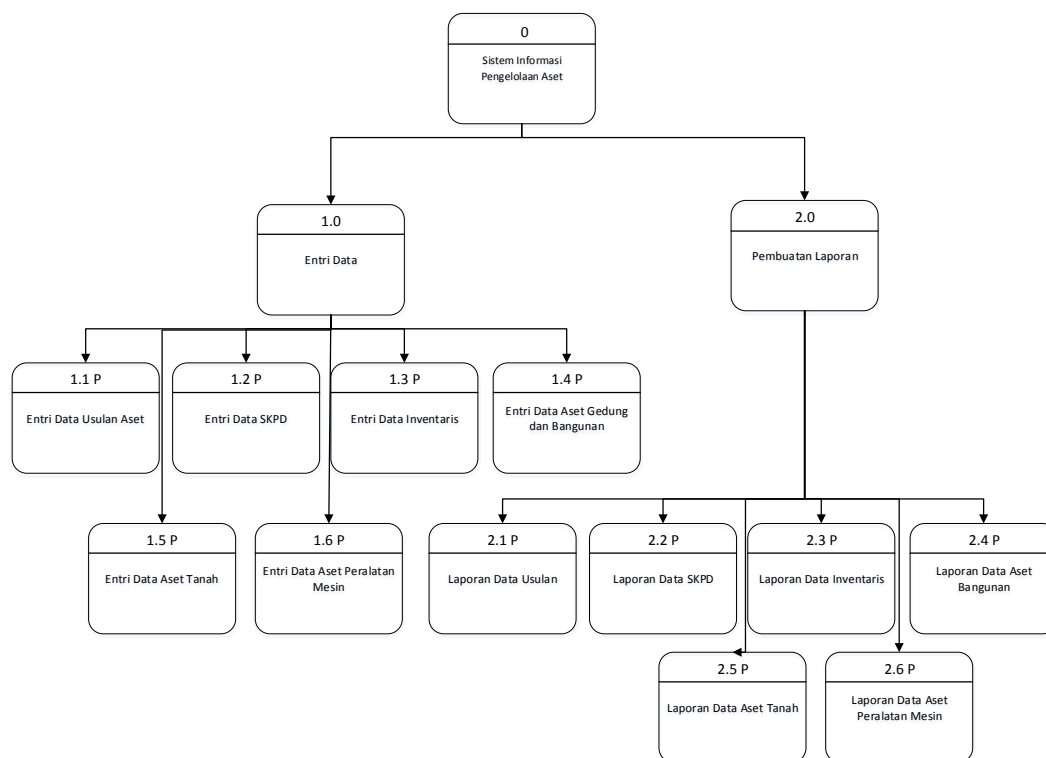 0
Sistem Informasi
Pengelolaan Aset
1.0
Entri Data
2.0
Pembuatan Laporan
1.1 P
Entri Data Usulan Aset
1.2 P
Entri Data SKPD
1.3 P
Entri Data Inventaris
1.4 P
Entri Data Aset Gedung
dan Bangunan
1.5 P
Entri Data Aset Tanah
1.6 P
Entri Data Aset Peralatan
Mesin
2.1 P
Laporan Data Usulan
2.2 P
Laporan Data SKPD
2.3 P
Laporan Data Inventaris
2.4 P
Laporan Data Aset
Bangunan
2.5 P
Laporan Data Aset Tanah
2.6 P
Laporan Data Aset
Peralatan Mesin